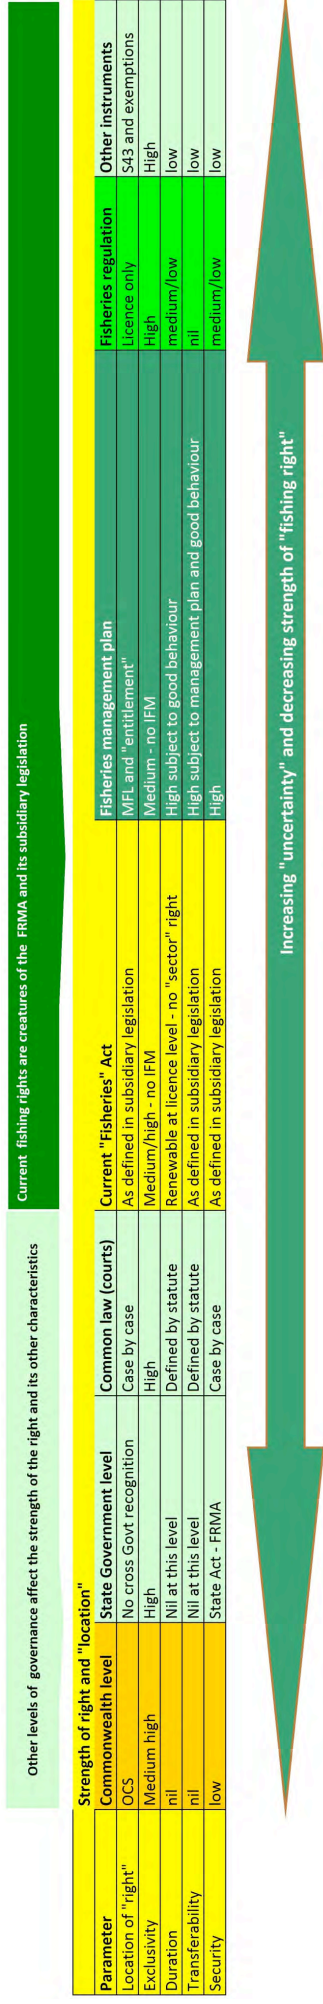 Other levels of governance affect the strength of the right and its other characteristics
Current fishing rights are creatures of the FRMA and its subsidiary legislation
Strength of right and "location"
Parameter Commonwealth level State Government level Common law (courts) Current "Fisheries" Act Fisheries management plan Fisheries regulation Other instruments
Location of "right" OCS No cross Govt recognition Case by case As defined in subsidiary legislation MFL and "entitlement" Licence only S43 and exemptions
Exclusivity Medium high High High Medium/high - no IFM Medium - no IFM High High
Duration nil Nil at this level Defined by statute Renewable at licence level - no "sector" right High subject to good behaviour medium/low low
Transferability nil Nil at this level Defined by statute As defined in subsidiary legislation High subject to management plan and good behaviour nil low
Security low State Act - FRMA Case by case As defined in subsidiary legislation High medium/low low
Increasing "uncertainty" and decreasing strength of "fishing right"